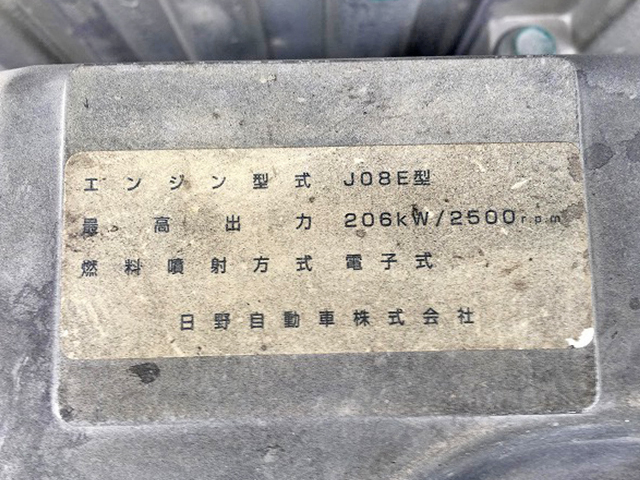 エンジン型式 J08E型
最高出力 206kW/2500r.p.m
燃料噴射方式 電子式
日野自動車株式会社